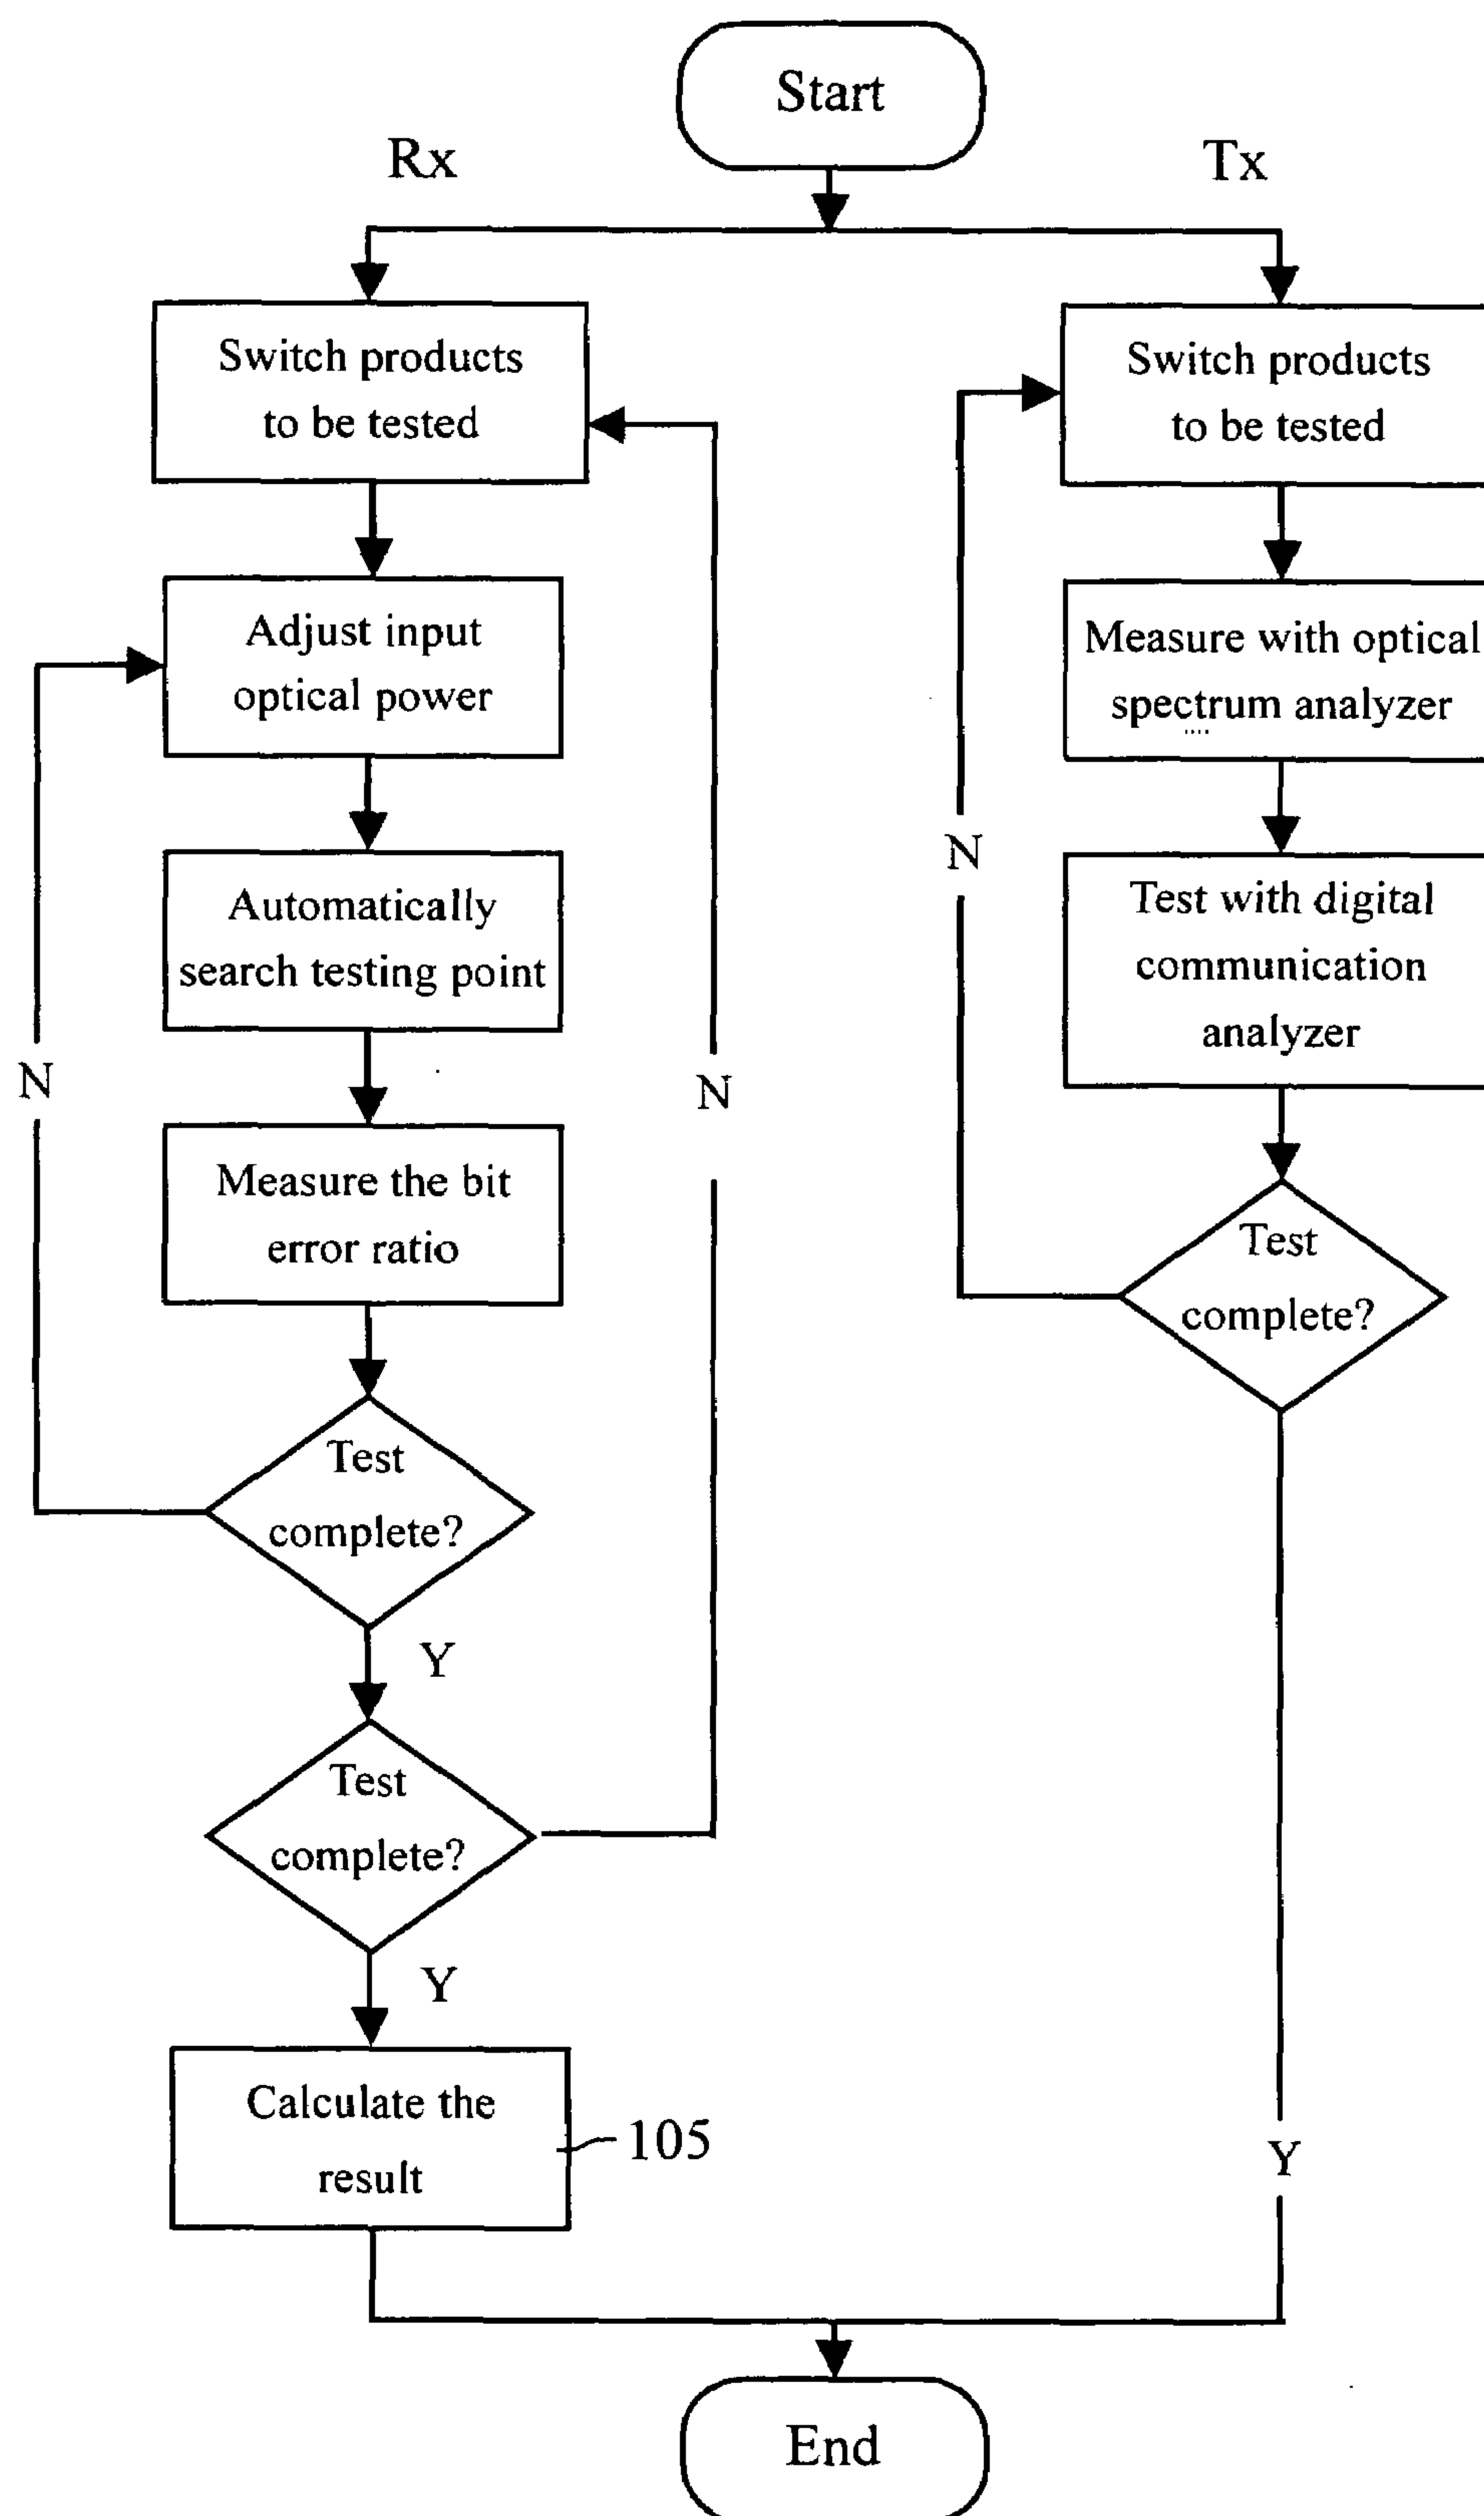 Start
Rx
Tx
Switch products
to be tested
Adjust input
optical power
Automatically
search testing point
N
N
Measure the bit
error ratio
Test
complete?
Y
Test
complete?
Y
Calculate the
result
105
Switch products
to be tested
Measure with optical
spectrum analyzer
N
Test with digital
communication
analyzer
Test
complete?
Y
End